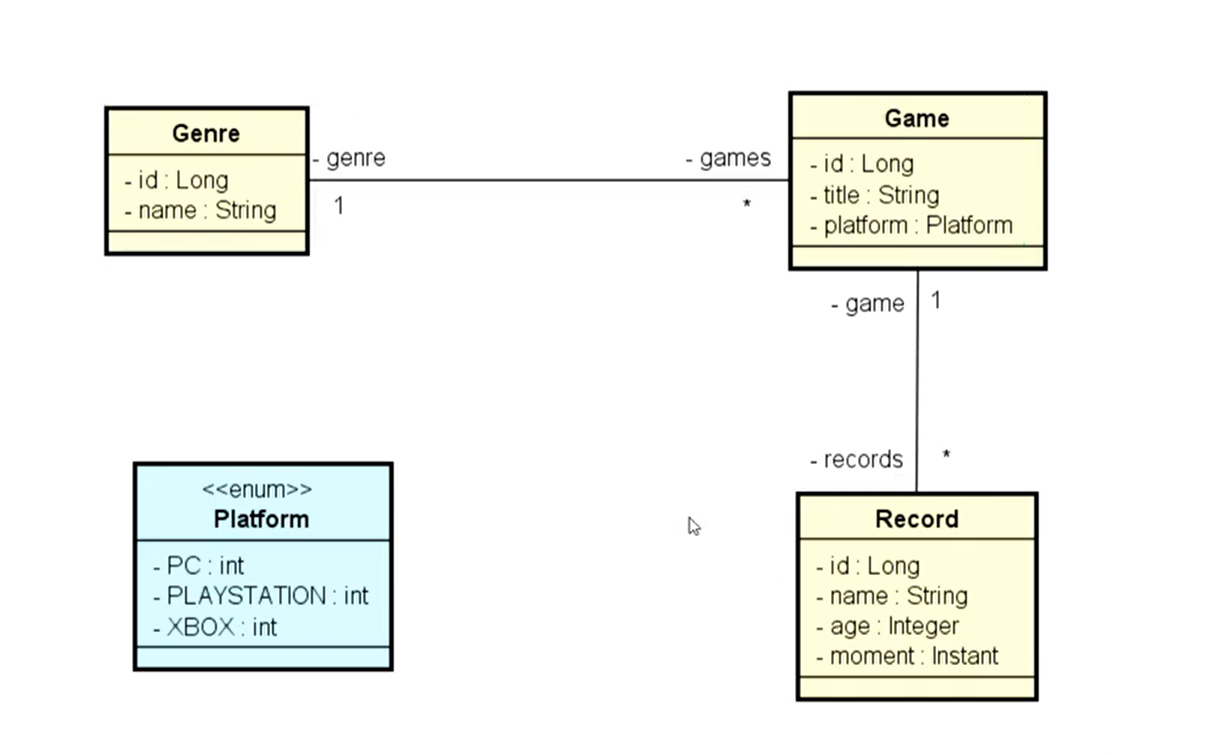 Genre
- id : Long
- name : String
- genre
1
- games
*
Game
- id : Long
- title : String
- platform : Platform
- game
1
- records
*
<<enum>>
Platform
- PC : int
- PLAYSTATION : int
- XBOX : int
Record
- id : Long
- name : String
- age : Integer
- moment : Instant